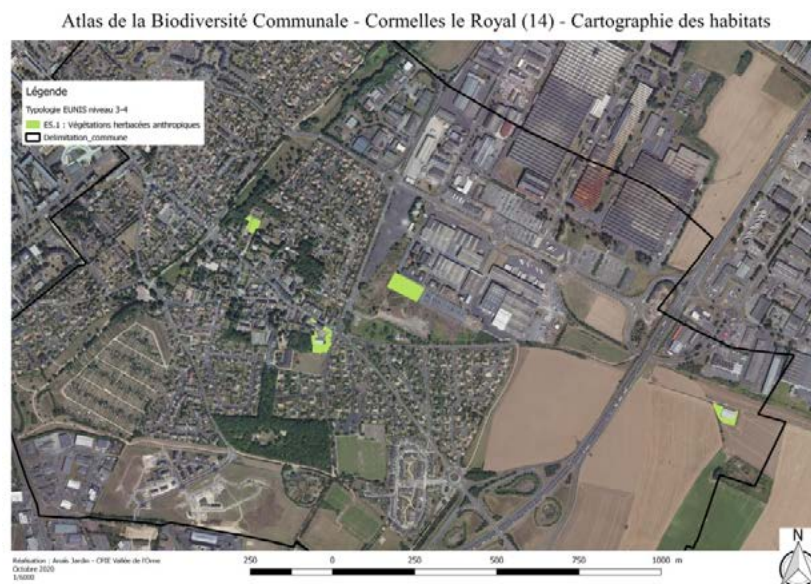 Atlas de la Biodiversité Communale - Cormelles le Royal (14) - Cartographie des habitats
Légende
Typologie EUNIS niveau 3-4
E5.1 : Végétations herbacées anthropiques
Delimitation_commune
N
Réalisation : Anaïs Jardin - CPIE Vallée de l'Orne
Octobre 2020
1/6000
250 0 250 500 750 1000 m